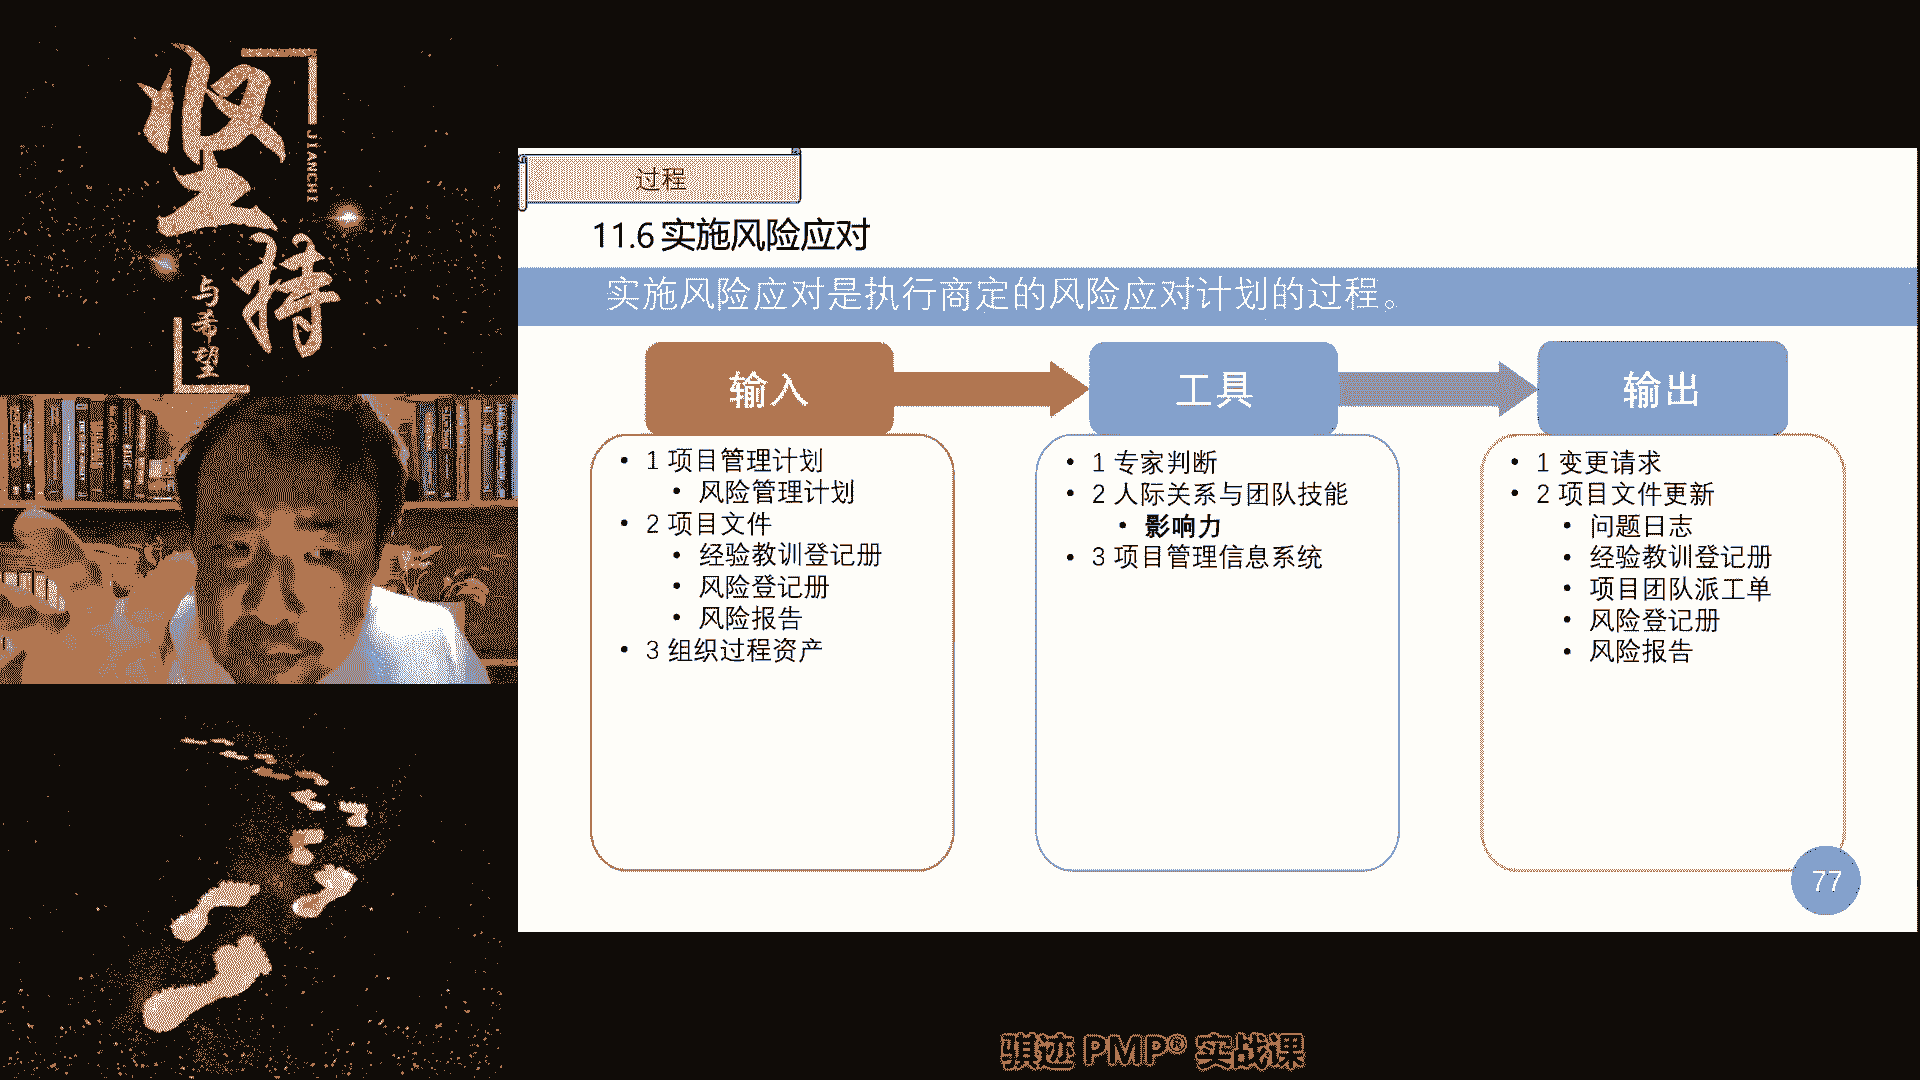 坚持
JIANCHI
与希望
过程
11.6 实施风险应对
实施风险应对是执行商定的风险应对计划的过程。
输入
• 1 项目管理计划
• 风险管理计划
• 2 项目文件
• 经验教训登记册
• 风险登记册
• 风险报告
• 3 组织过程资产
工具
• 1 专家判断
• 2 人际关系与团队技能
• 影响力
• 3 项目管理信息系统
输出
• 1 变更请求
• 2 项目文件更新
• 问题日志
• 经验教训登记册
• 项目团队派工单
• 风险登记册
• 风险报告
77
骐迹 PMP® 实战课